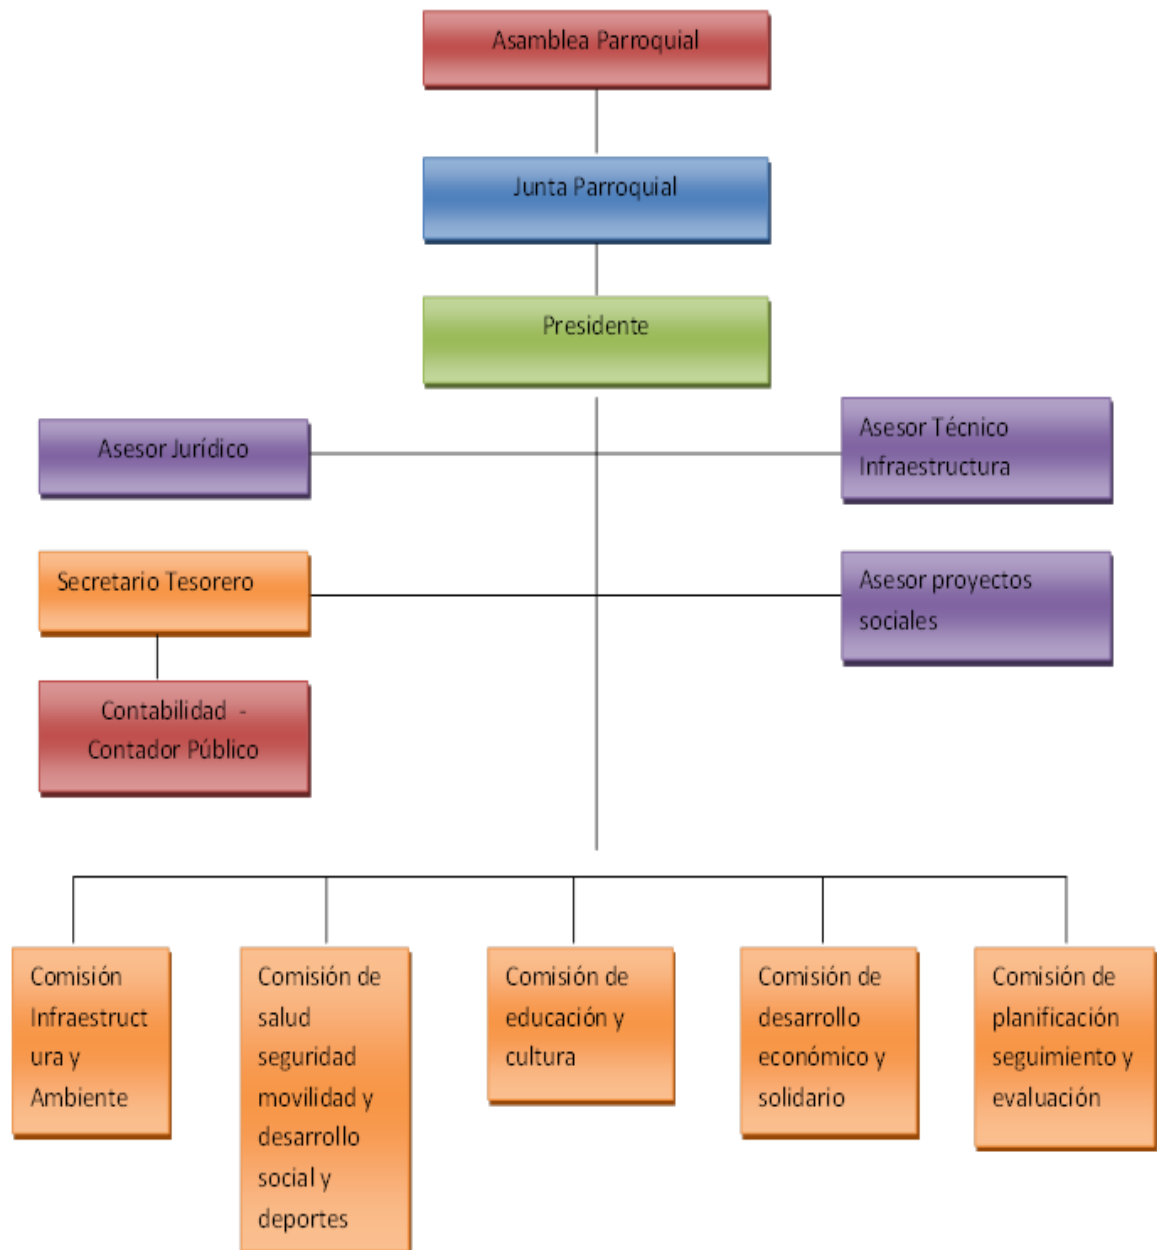 Asamblea Parroquial
Junta Parroquial
Presidente
Asesor Jurídico
Asesor Técnico
Infraestructura
Secretario Tesorero
Asesor proyectos
sociales
Contabilidad -
Contador Público
Comisión
Infraestruct
ura y
Ambiente
Comisión de
salud
seguridad
movilidad y
desarrollo
social y
deportes
Comisión de
educación y
cultura
Comisión de
desarrollo
económico y
solidario
Comisión de
planificación
seguimiento y
evaluación